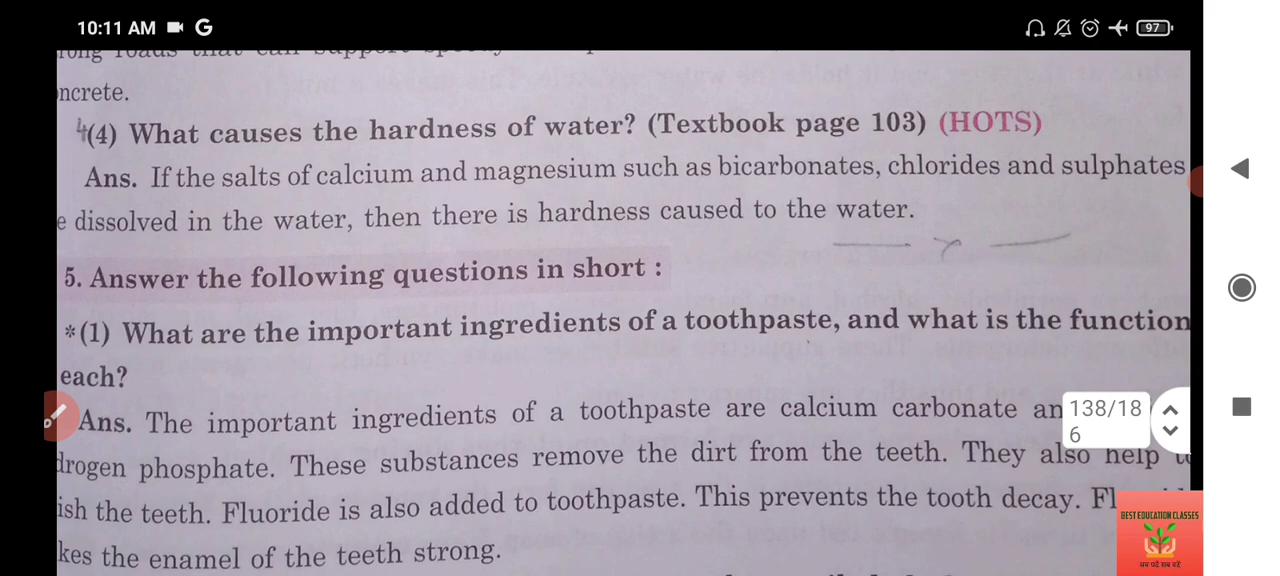 10:11 AM G 97
ncrete.
4(4) What causes the hardness of water? (Textbook page 103) (HOTS)
Ans. If the salts of calcium and magnesium such as bicarbonates, chlorides and sulphates
e dissolved in the water, then there is hardness caused to the water.
x
5. Answer the following questions in short :
*(1) What are the important ingredients of a toothpaste, and what is the function
each?
Ans. The important ingredients of a toothpaste are calcium carbonate an
138/18
6
drogen phosphate. These substances remove the dirt from the teeth. They also help
ish the teeth. Fluoride is also added to toothpaste. This prevents the tooth decay. Fl
BEST EDUCATION CLASSES
kes the enamel of the teeth strong.
सब पढ़ें सब बढ़ें